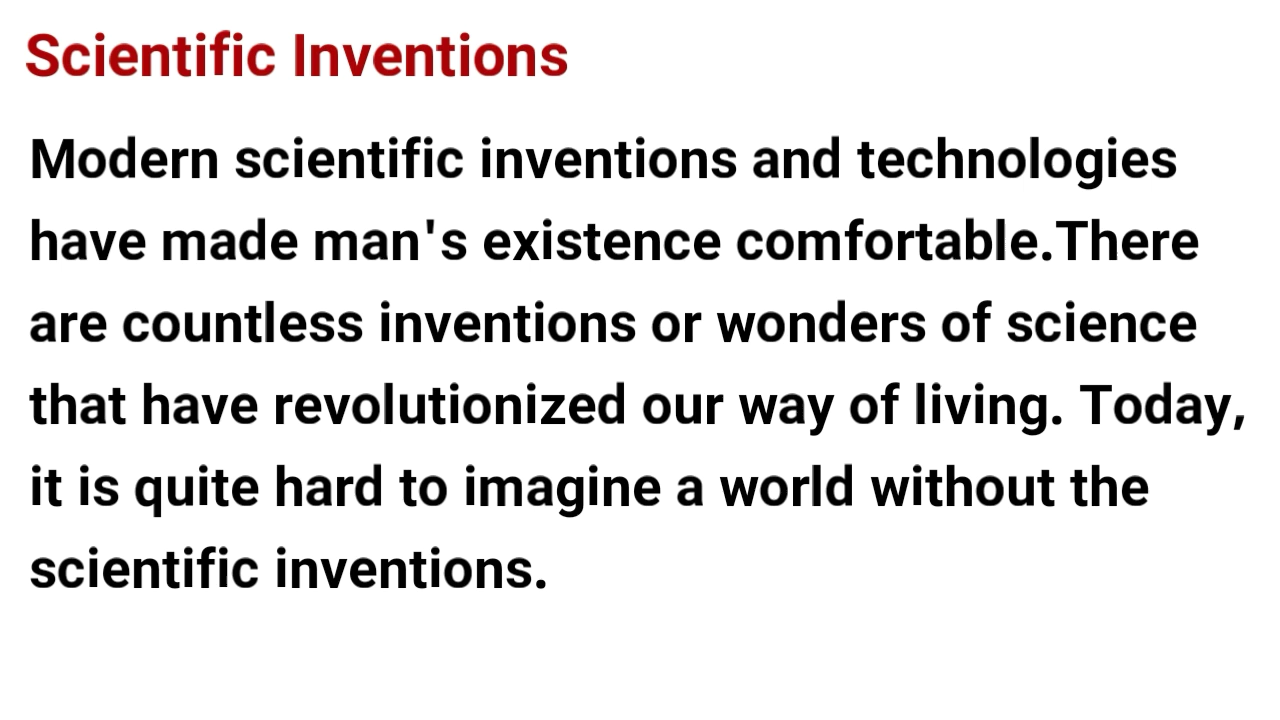 Scientific Inventions
Modern scientific inventions and technologies
have made man's existence comfortable.There
are countless inventions or wonders of science
that have revolutionized our way of living. Today,
it is quite hard to imagine a world without the
scientific inventions.